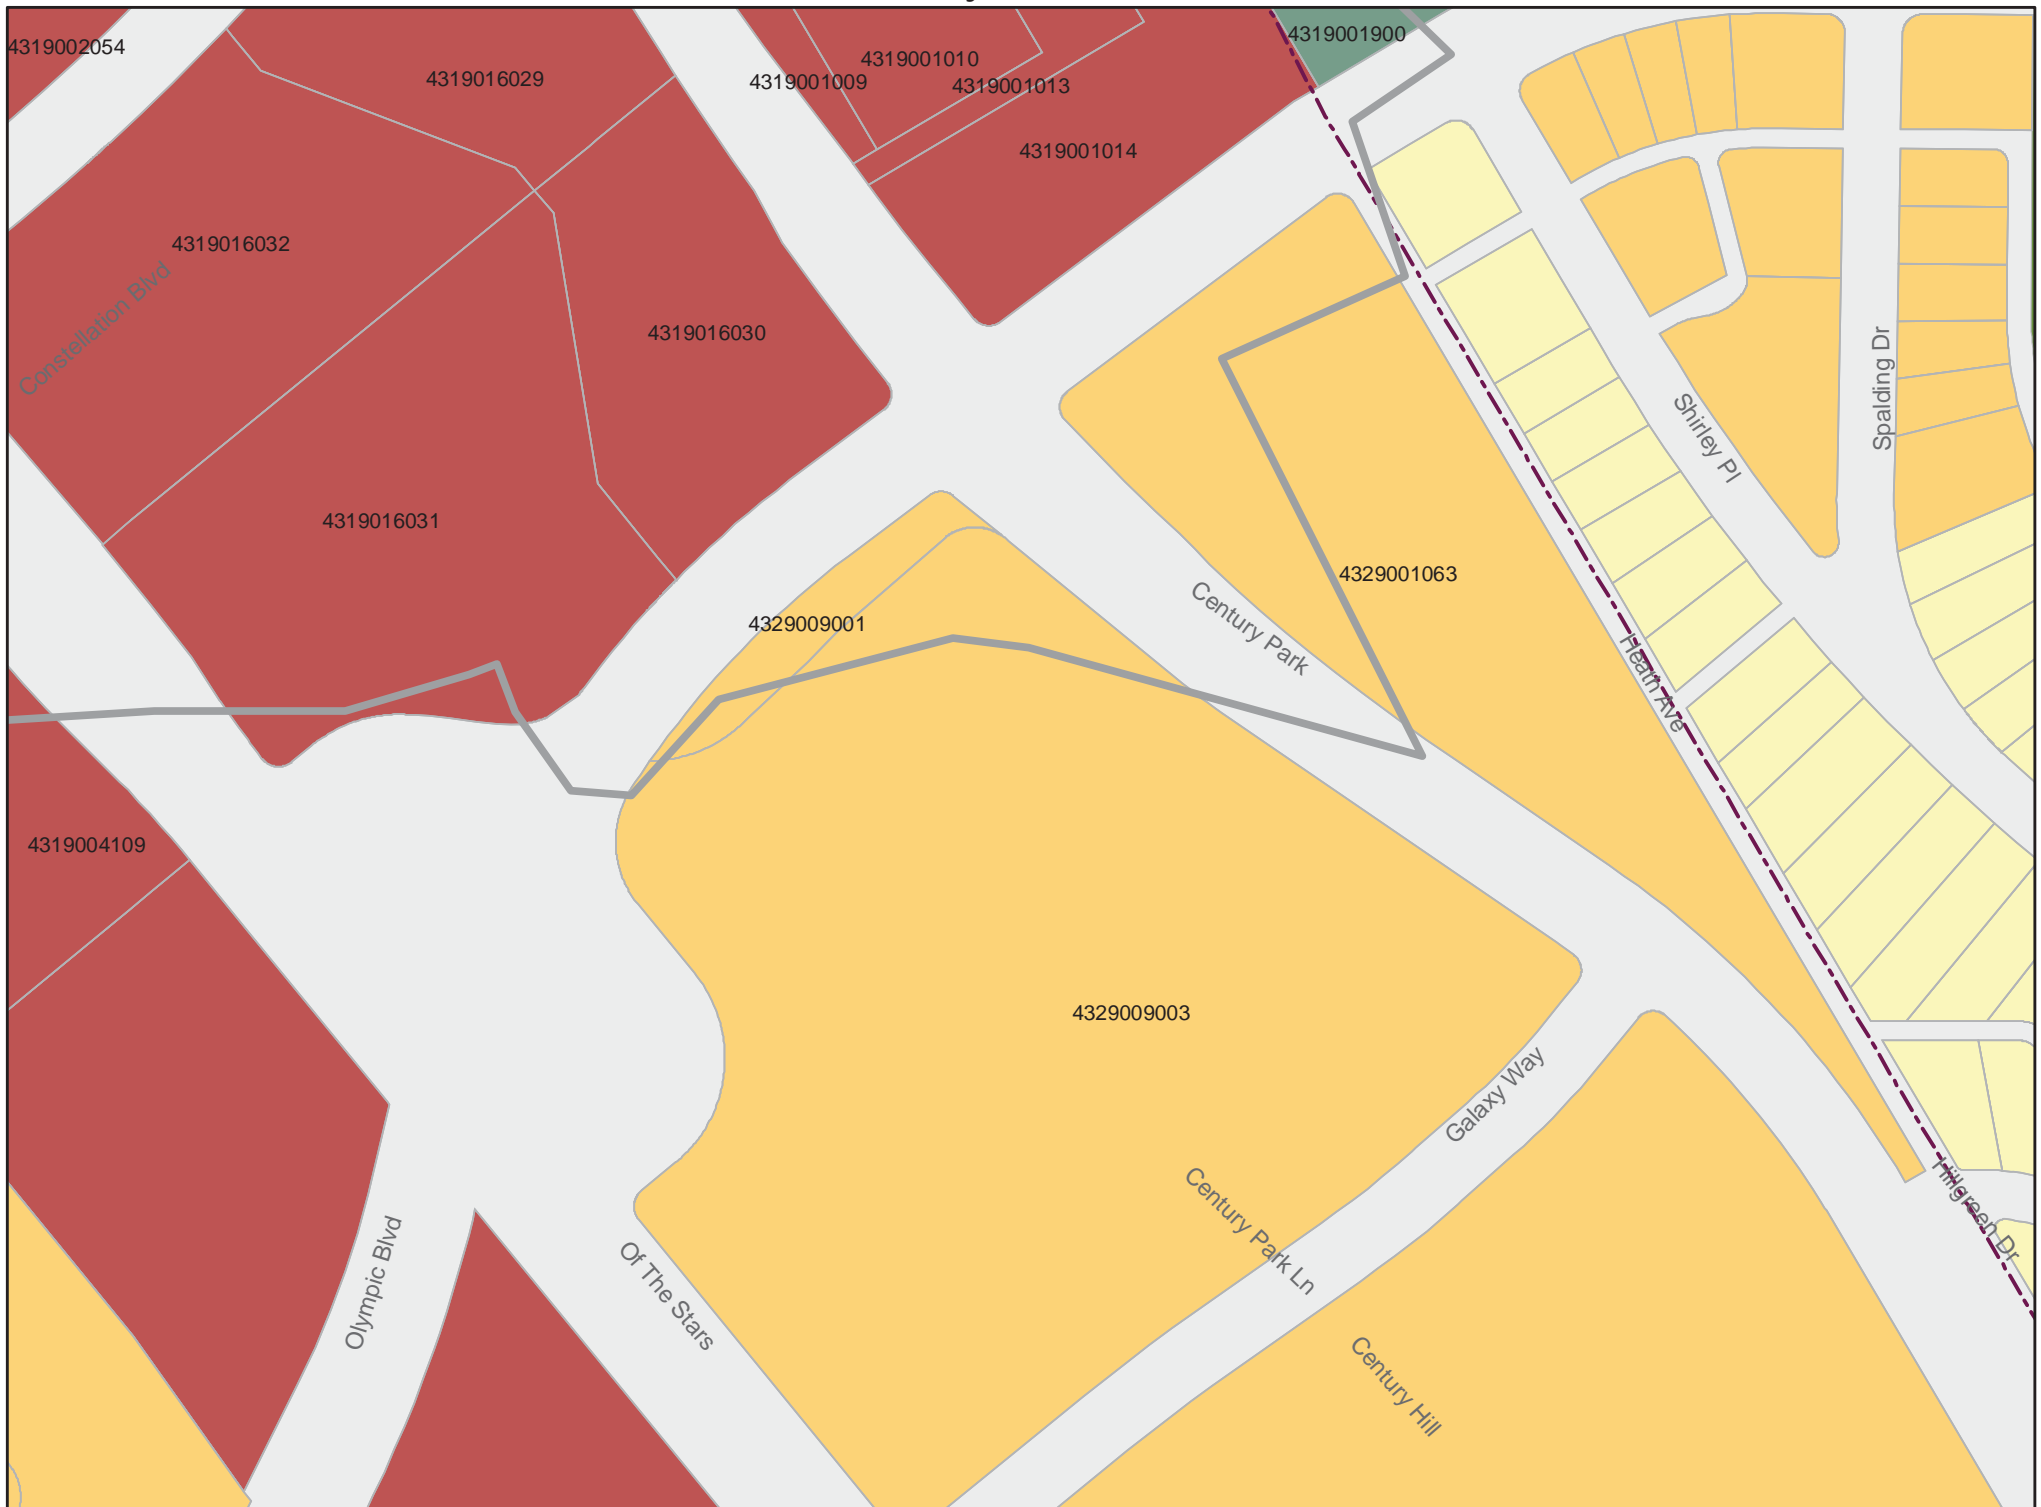 4319002054
4319001900
4319016029
4319001010
4319001009
4319001013
4319001014
4319016032
Constellation Blvd
4319016030
Spalding Dr
Shirley Pl
4319016031
4329001063
4329009001
Century Park
Heath Ave
4319004109
4329009003
Galaxy Way
Century Park Ln
Hillgreen Dr
Olympic Blvd
Of The Stars
Century Hill